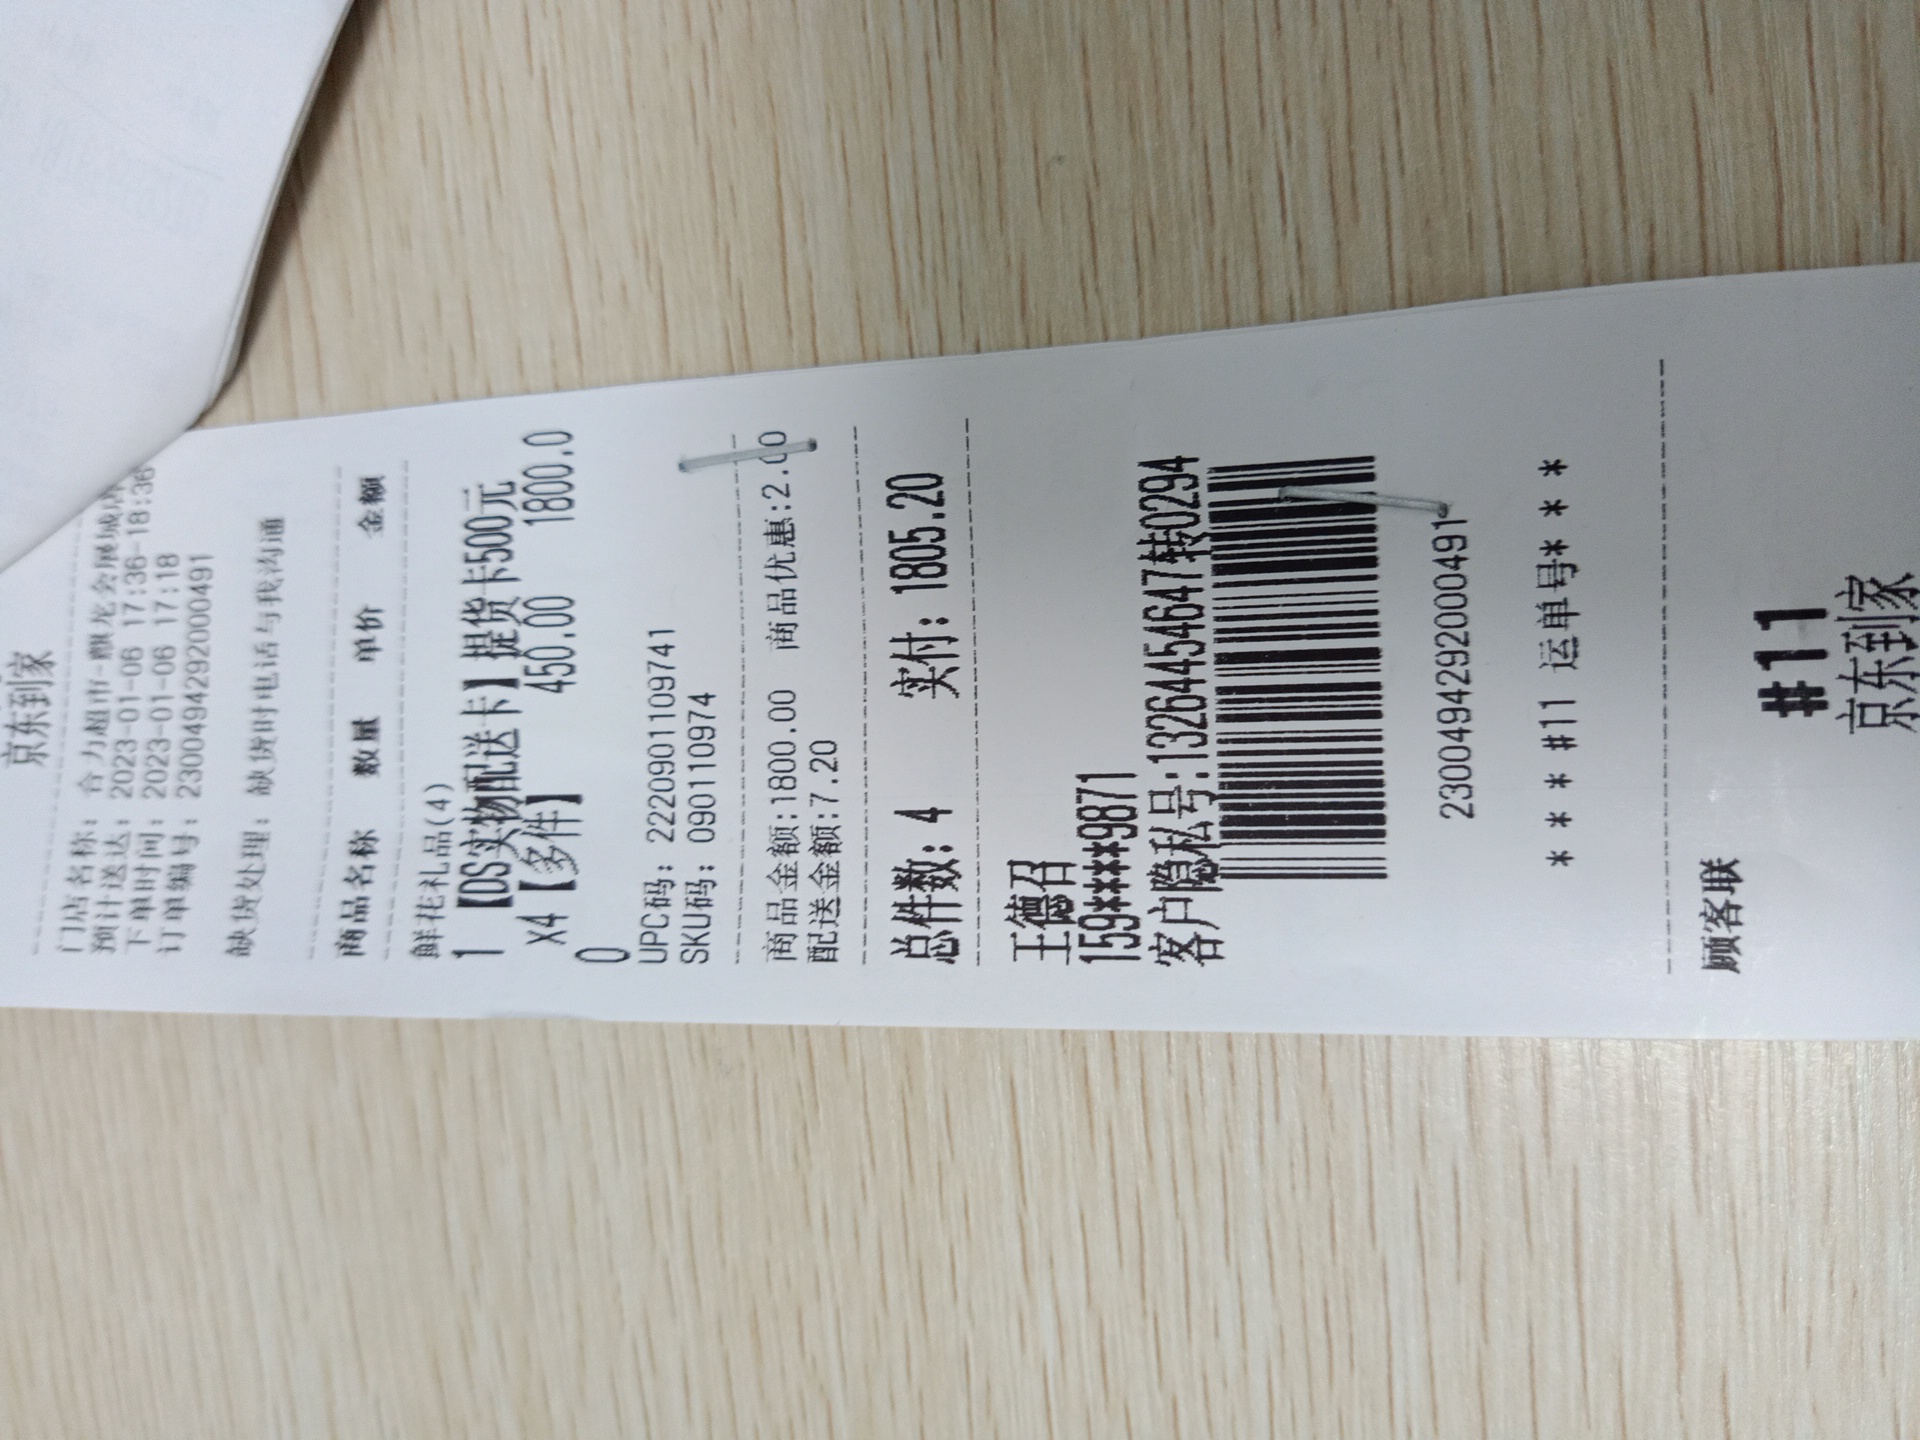 京东到家
门店名称：合力超市-麒龙会展城店
预计送达：2023-01-06 17:36-18:36
下单时间：2023-01-06 17:18
订单编号：2300494292000491
缺货处理：缺货时电话与我沟通
商品名称 数量 单价 金额
鲜花礼品(4)
1 【DS实物配送卡】提货卡500元
X4【多件】 450.00 1800.0
0
UPC码：2220901109741
SKU码：090110974
商品金额:1800.00 商品优惠:2.00
配送金额:7.20
总件数：4 实付：1805.20
王德召
159****9871
客户隐私号:13264454647转0294
2300494292000491
* * * #11 运单号* * *
顾客联
#11
京东到家